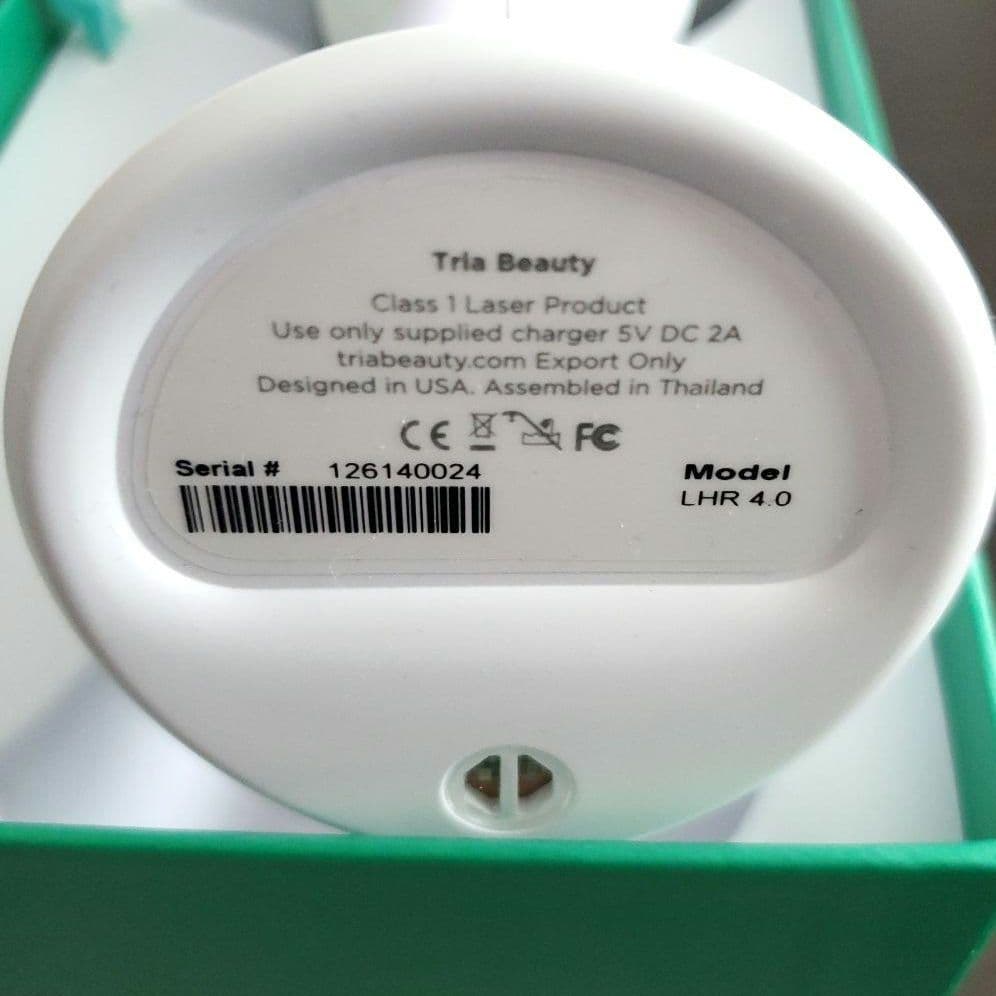 Tria Beauty
Class 1 Laser Product
Use only supplied charger 5V DC 2A
triabeauty.com Export Only
Designed in USA. Assembled in Thailand
CE FC
Serial # 126140024
Model
LHR 4.0